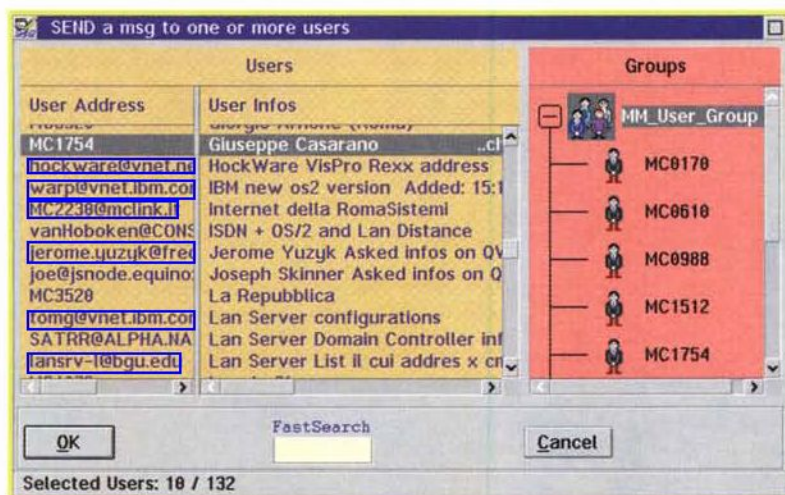 SEND a msg to one or more users
Users
Groups
User Address
User Infos
MC1754
Giuseppe Casarano ..ch
hockware@vnet.ne
HockWare VisPro Rexx address
warp@vnet.ibm.cor
IBM new os2 version Added: 15:1
MC2238@mclink.it
Internet della RomaSistemi
vanHoboken@CONS
ISDN + OS/2 and Lan Distance
jerome.yuzyk@free
Jerome Yuzyk Asked infos on QV
joe@jsnode.equino:
Joseph Skinner Asked infos on Q
MC3520
La Repubblica
tomg@vnet.ibm.cor
Lan Server configurations
SATRR@ALPHA.NA
Lan Server Domain Controller inf
lansrv-l@bgu.edu
Lan Server List il cui addres x cm
MM_User_Group
MC0170
MC0610
MC0988
MC1512
MC1754
OK
FastSearch
Cancel
Selected Users: 10 / 132